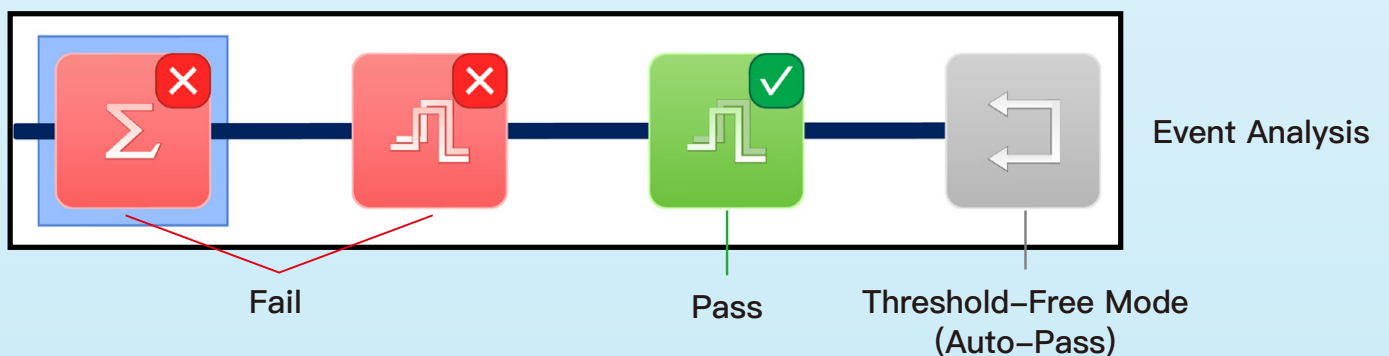 Σ
Event Analysis
Fail
Pass
Threshold–Free Mode
(Auto–Pass)